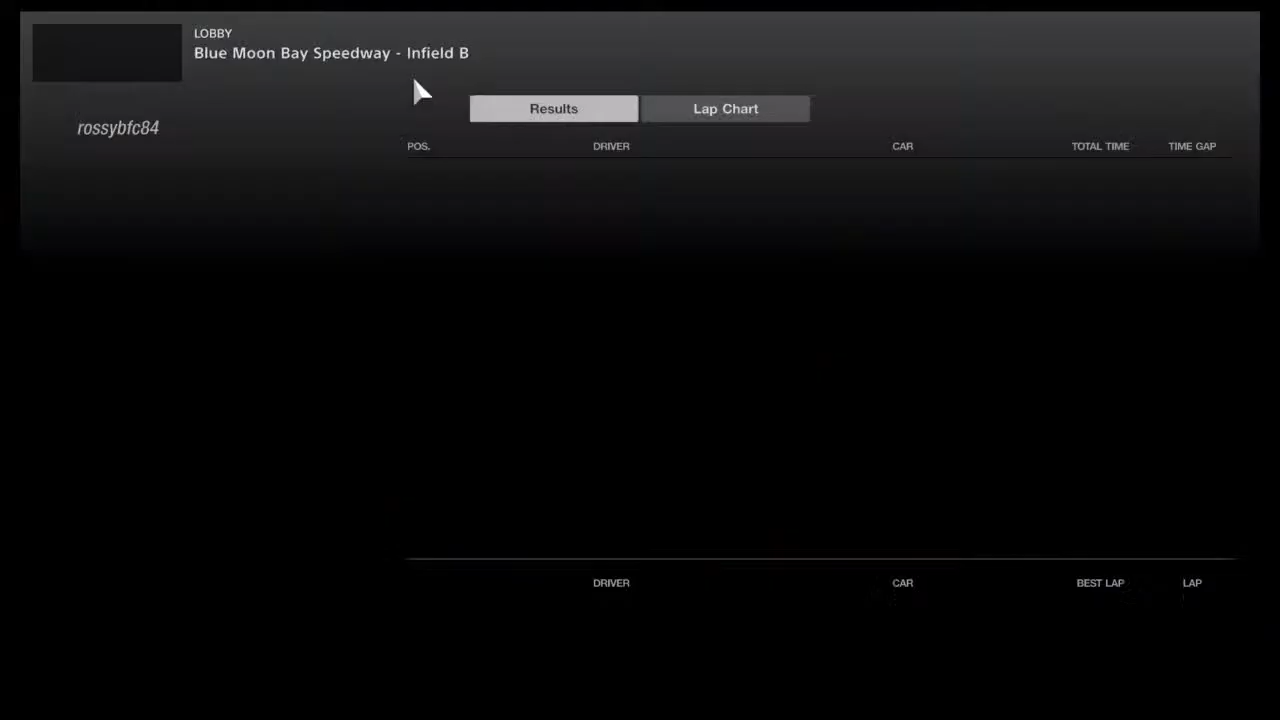 LOBBY
Blue Moon Bay Speedway - Infield B
Results Lap Chart
rossybfc84
POS. DRIVER CAR TOTAL TIME TIME GAP
DRIVER CAR BEST LAP LAP